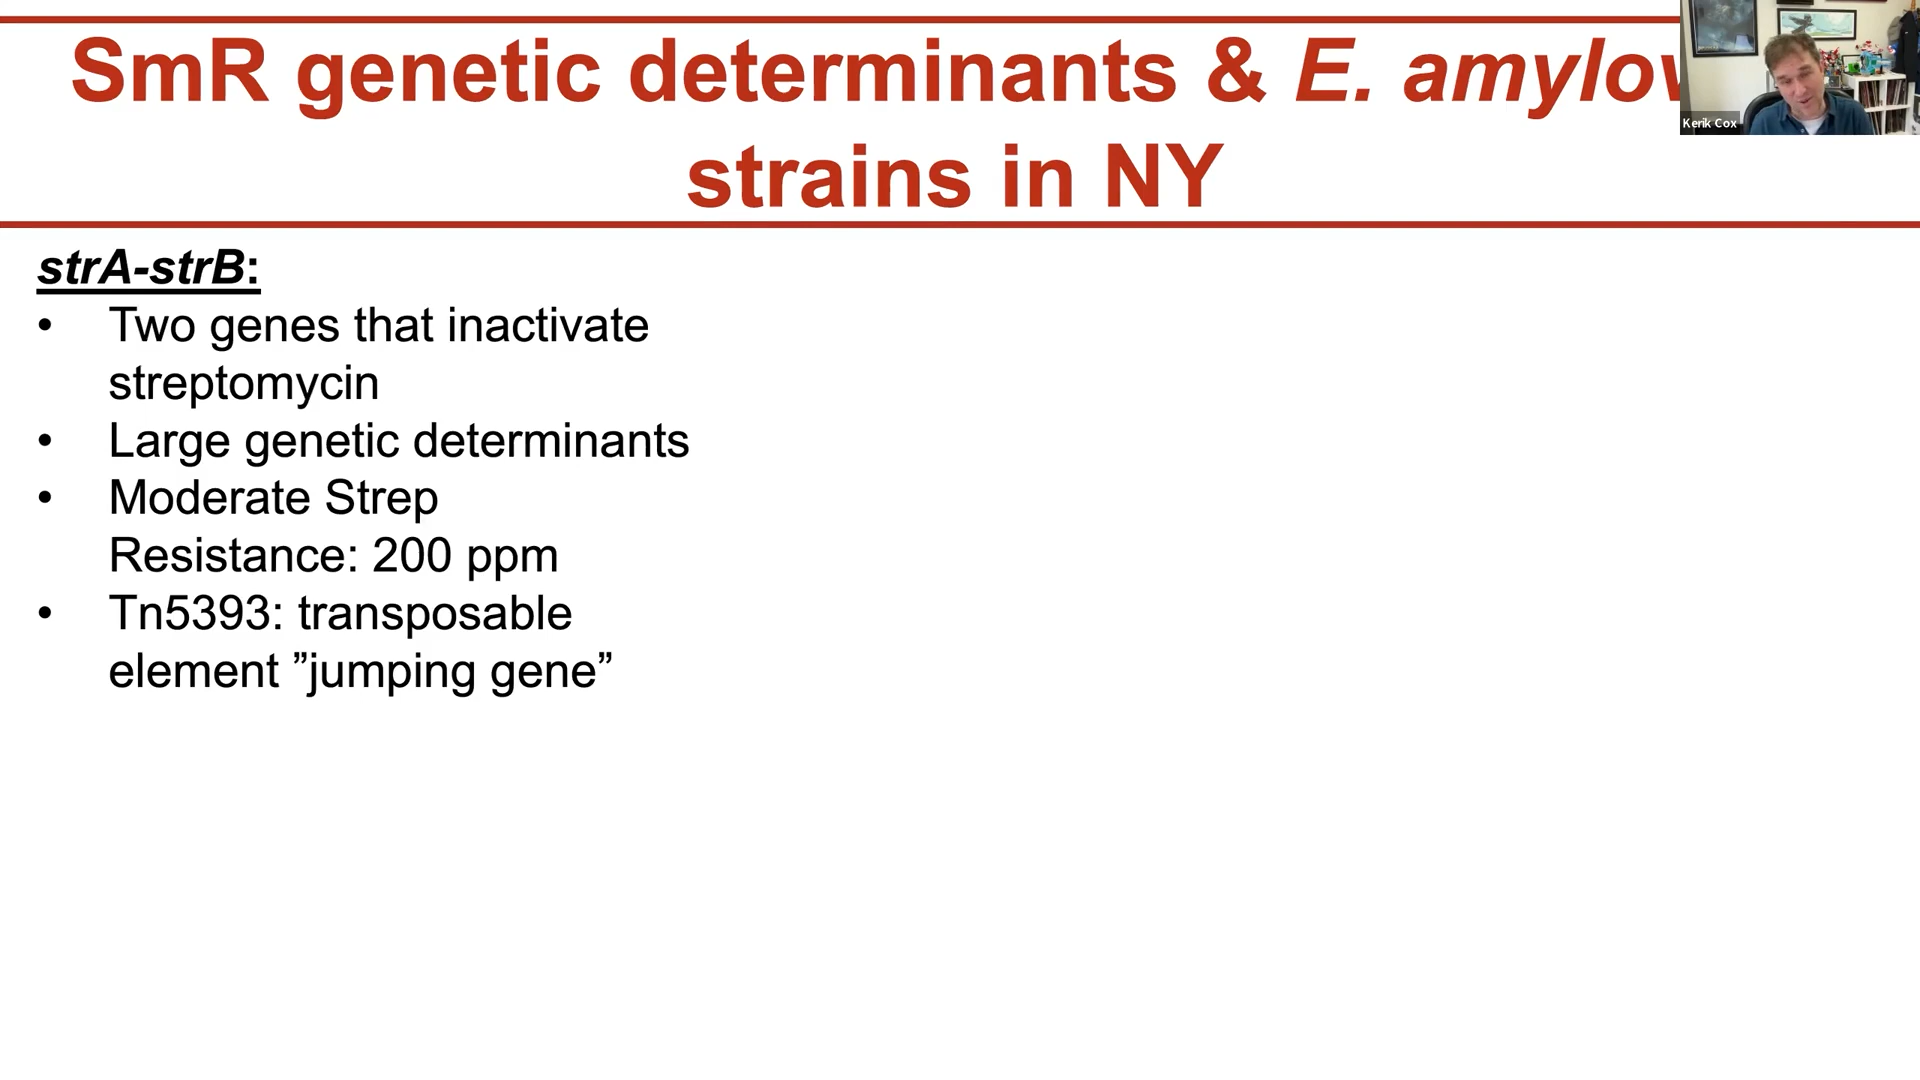 SmR genetic determinants & E. amylov
strains in NY
Kerik Cox
strA-strB:
• Two genes that inactivate
streptomycin
• Large genetic determinants
• Moderate Strep
Resistance: 200 ppm
• Tn5393: transposable
element ”jumping gene”